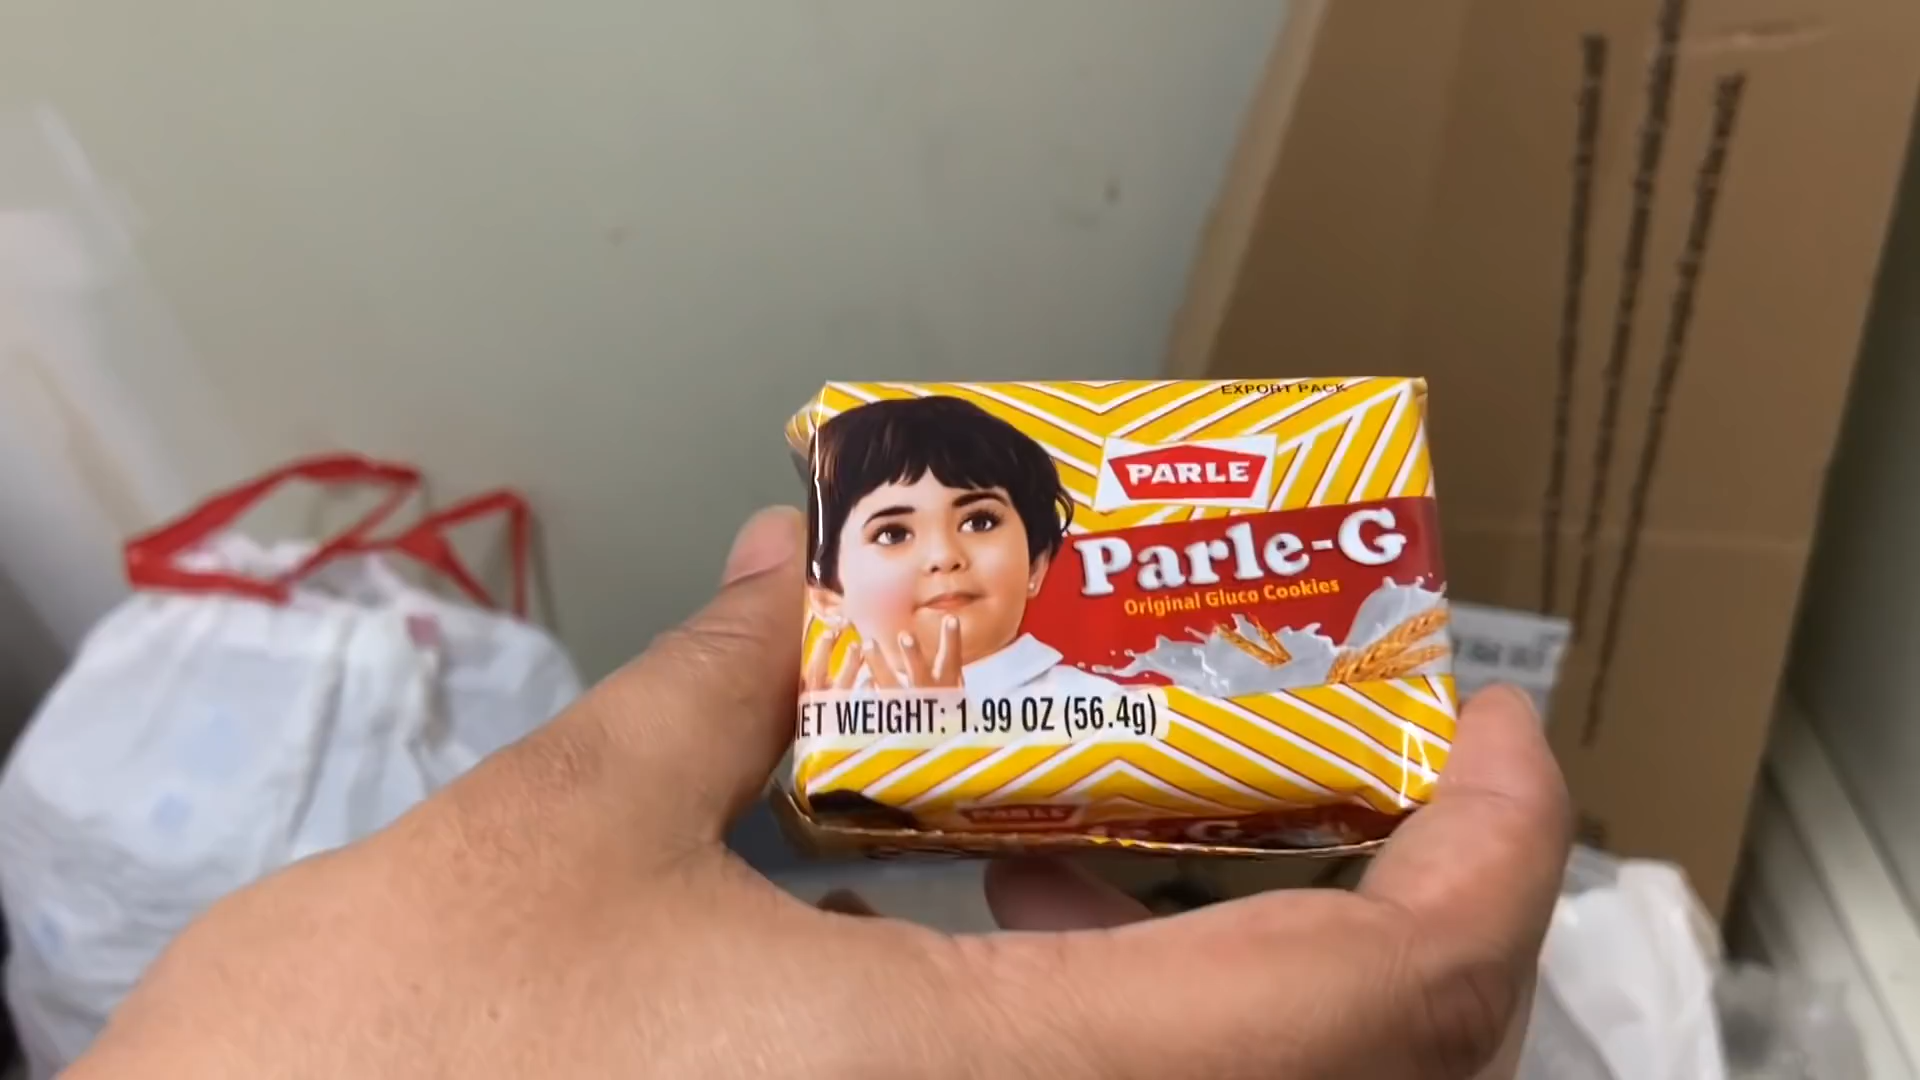 EXPORT PACK
PARLE
Parle-G
Original Gluco Cookies
ET WEIGHT: 1.99 OZ (56.4g)
PARLE
-G